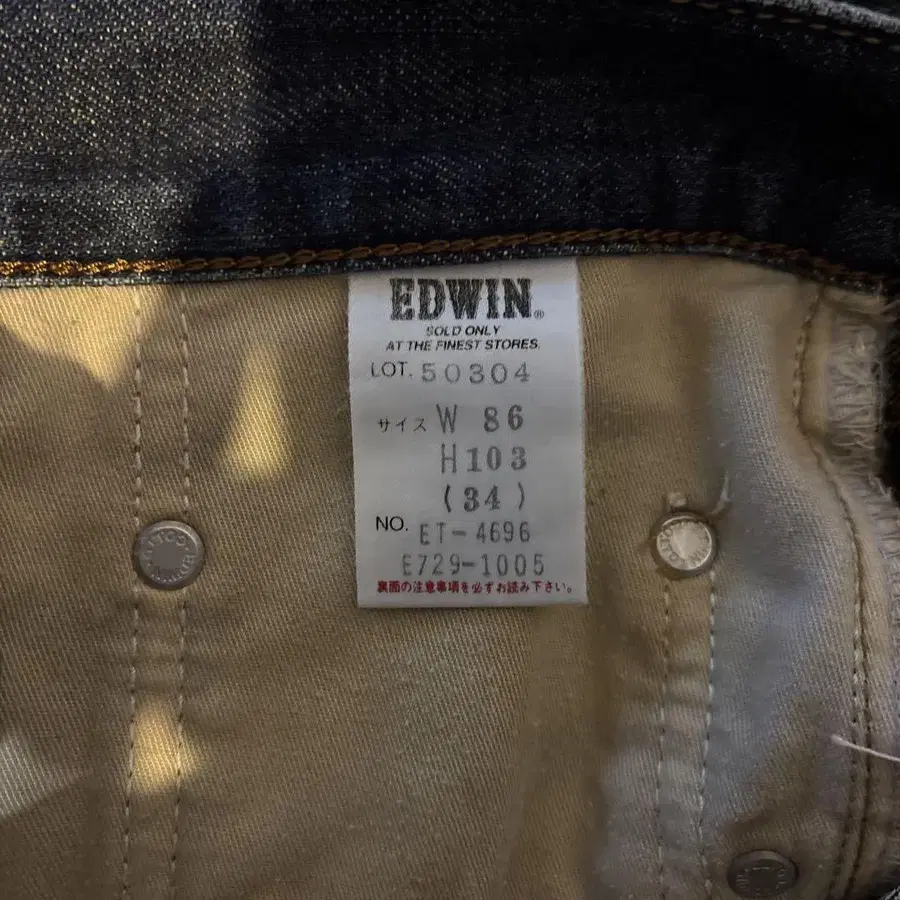 EDWIN®
SOLD ONLY
AT THE FINEST STORES.
LOT. 50304
サイズ W 86
H103
(34)
NO. ET-4696
E729-1005
裏面の注意事項を必ずお読み下さい。